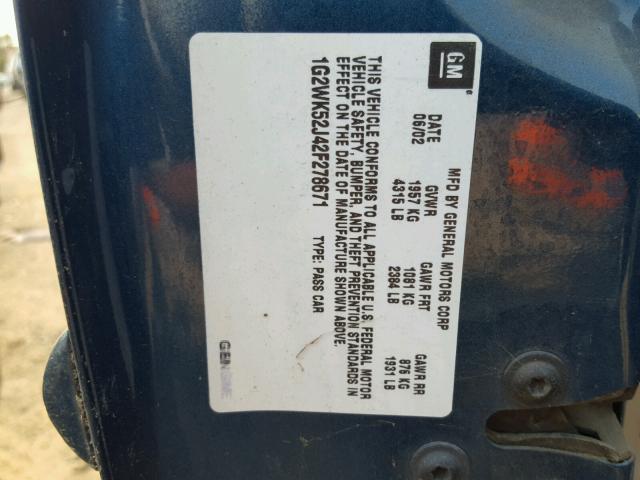 GM
MFD BY GENERAL MOTORS CORP
DATE GVWR GAWR FRT GAWR RR
06/02 1957 KG 1081 KG 876 KG
4315 LB 2384 LB 1931 LB
THIS VEHICLE CONFORMS TO ALL APPLICABLE U.S. FEDERAL MOTOR
VEHICLE SAFETY, BUMPER, AND THEFT PREVENTION STANDARDS IN
EFFECT ON THE DATE OF MANUFACTURE SHOWN ABOVE.
1G2WK52J42F278671 TYPE: PASS CAR